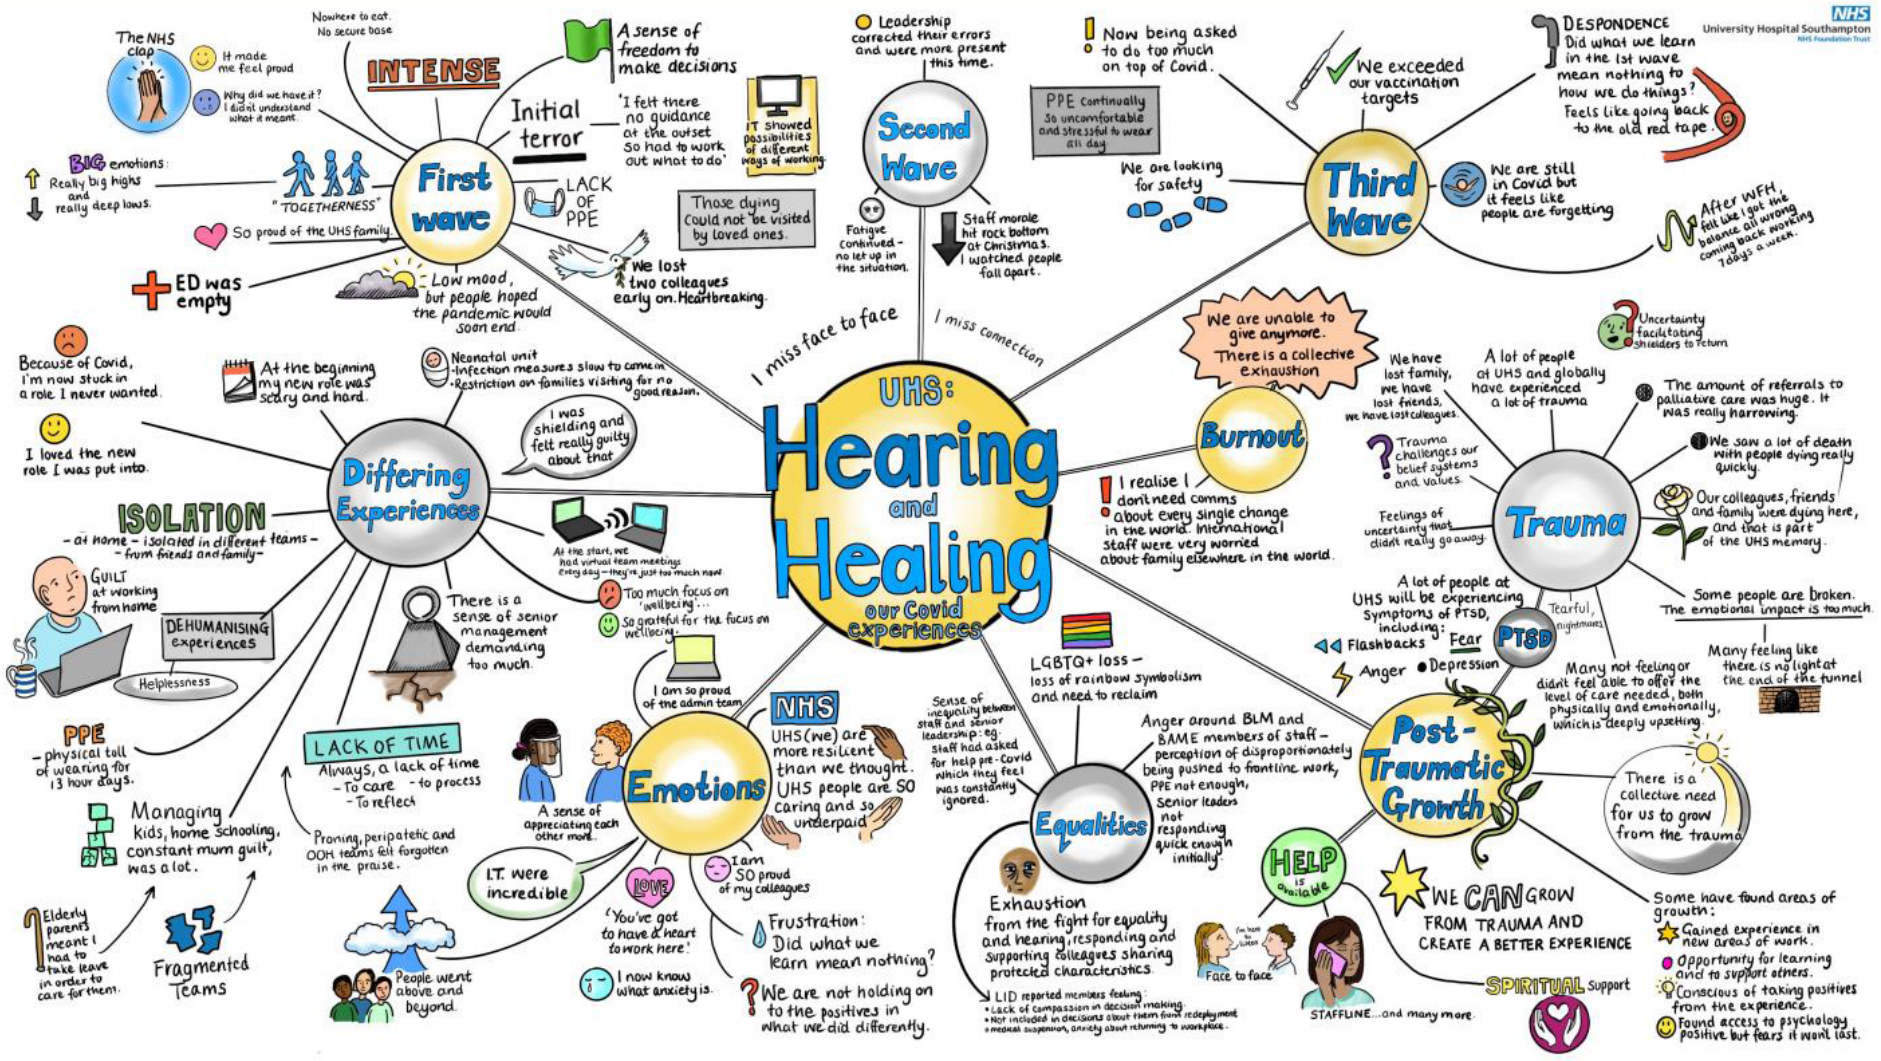 NHS
University Hospital Southampton
NHS Foundation Trust
UHS:
Hearing
and
Healing
our Covid
experiences
I miss face to face
I miss connection
First
wave
The NHS
clap
It made
me feel proud
Why did we have it?
I didn't understand
what it meant.
Nowhere to eat.
No secure base
INTENSE
A sense of
freedom to
make decisions
Initial
terror
'I felt there
no guidance
at the outset
so had to work
out what to do'
IT showed
possibilities
of different
ways of working
BIG emotions:
Really big highs
and
really deep lows.
"TOGETHERNESS"
So proud of the UHS family.
ED was
empty
Low mood,
but people hoped
the pandemic would
soon end.
LACK
OF
PPE
We lost
two colleagues
early on. Heartbreaking.
Those dying
could not be visited
by loved ones.
Second
Wave
Leadership
corrected their errors
and were more present
this time.
Fatigue
continued -
no let up in
the situation.
Staff morale
hit rock bottom
at Christmas.
I watched people
fall apart.
Third
Wave
Now being asked
to do too much
on top of Covid.
PPE continually
so uncomfortable
and stressful to wear
all day
We are looking
for safety
We exceeded
our vaccination
targets
DESPONDENCE
Did what we learn
in the 1st wave
mean nothing to
how we do things?
Feels like going back
to the old red tape.
We are still
in Covid but
it feels like
people are forgetting
After WFH,
felt like I got the
balance all wrong
coming back working
7 days a week.
Burnout
We are unable to
give anymore.
There is a collective
exhaustion
I realise I
don't need comms
about every single change
in the world. International
staff were very worried
about family elsewhere in the world.
Trauma
We have
lost family,
we have
lost friends,
we have lost colleagues.
A lot of people
at UHS and globally
have experienced
a lot of trauma
Uncertainty
facilitating
shielders to return
The amount of referrals to
palliative care was huge. It
was really harrowing.
We saw a lot of death
with people dying really
quickly.
Our colleagues, friends
and family were dying here,
and that is part
of the UHS memory.
Trauma
challenges our
belief systems
and values.
Feelings of
uncertainty that
didn't really go away.
Some people are broken.
The emotional impact is too much.
Many feeling like
there is no light at
the end of the tunnel
Tearful,
nightmares
Many not feeling or
didn't feel able to offer the
level of care needed, both
physically and emotionally,
which is deeply upsetting.
PTSD
A lot of people at
UHS will be experiencing
symptoms of PTSD,
including:
Flashbacks
Fear
Anger
Depression
Post-
Traumatic
Growth
There is a
collective need
for us to grow
from the trauma
WE CAN GROW
FROM TRAUMA AND
CREATE A BETTER EXPERIENCE
Some have found areas of
growth:
Gained experience in
new areas of work.
Opportunity for learning
and to support others.
Conscious of taking positives
from the experience.
Found access to psychology
positive but fears it won't last.
HELP
is
available
I'm here
to
listen
Face to face
STAFFLINE...and many more.
SPIRITUAL Support
Equalities
LGBTQ+ loss -
loss of rainbow symbolism
and need to reclaim
Sense of
inequality between
staff and senior
leadership: eg.
staff had asked
for help pre-Covid
which they feel
was constantly
ignored.
Anger around BLM and
BAME members of staff -
perception of disproportionately
being pushed to frontline work,
PPE not enough,
Senior leaders
not
responding
quick enough
initially.
Exhaustion
from the fight for equality
and hearing, responding and
supporting colleagues sharing
protected characteristics.
LID reported members feeling:
• Lack of compassion in decision making.
• Not included in decisions about them from redeployment
• medical suspension, anxiety about returning to workplace.
Emotions
I am so proud
of the admin team
NHS
UHS (we) are
more resilient
than we thought.
UHS people are SO
caring and so
underpaid
A sense of
appreciating each
other more.
I.T. were
incredible
LOVE
'You've got
to have a heart
to work here'
I am
SO proud
of my colleagues
Frustration:
Did what we
learn mean nothing?
We are not holding on
to the positives in
what we did differently.
I now know
what anxiety is.
People went
above and
beyond.
Differing
Experiences
Because of Covid,
I'm now stuck in
a role I never wanted.
I loved the new
role I was put into.
At the beginning
my new role was
scary and hard.
Neonatal unit
-Infection measures slow to come in
-Restriction on families visiting for no
good reason.
I was
shielding and
felt really guilty
about that
At the start, we
had virtual team meetings
every day - they're just too much now.
Too much focus on
'wellbeing'...
So grateful for the focus on
wellbeing.
There is a
sense of senior
management
demanding
too much.
ISOLATION
- at home - isolated in different teams -
- from friends and family -
GUILT
at working
from home
DEHUMANISING
experiences
Helplessness
PPE
- physical toll
of wearing for
13 hour days.
LACK OF TIME
Always, a lack of time
- To care - to process
- To reflect
Proning, peripatetic and
OOH teams felt forgotten
in the praise.
Managing
kids, home schooling,
constant mum guilt,
was a lot.
Elderly
parents
meant I
had to
take leave
in order to
care for them.
Fragmented
Teams